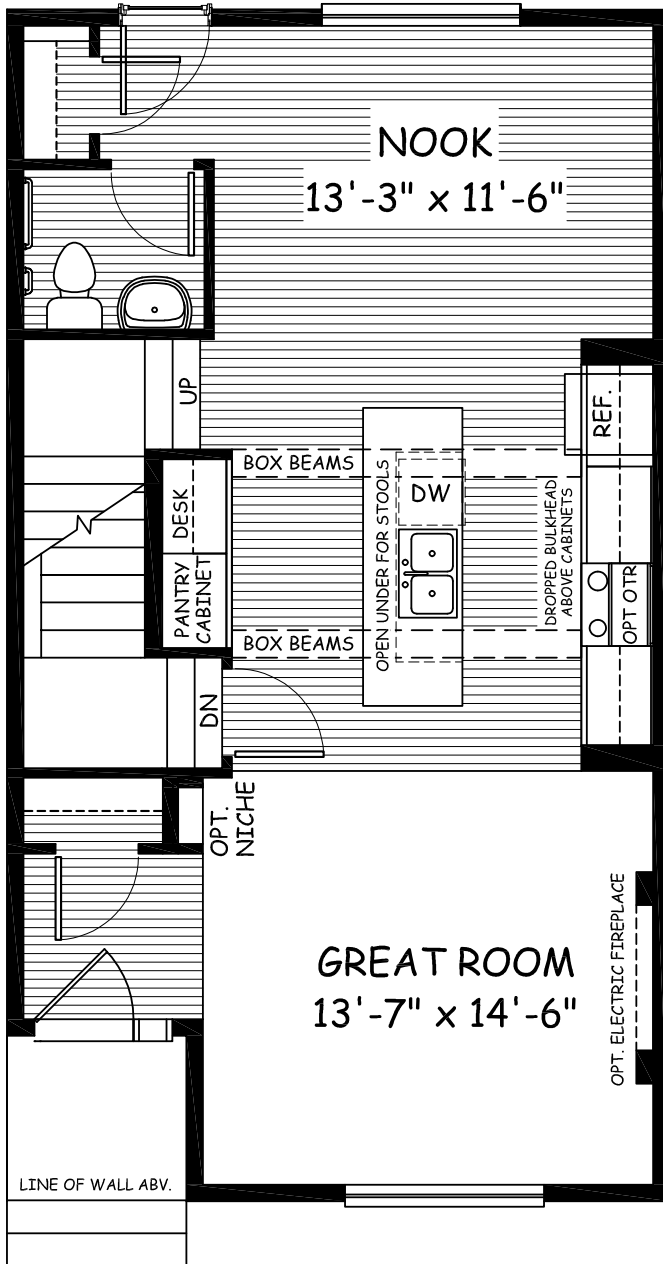 NOOK
13'-3" x 11'-6"
UP
REF.
BOX BEAMS
DESK
OPEN UNDER FOR STOOLS
DW
DROPPED BULKHEAD
ABOVE CABINETS
N
PANTRY
CABINET
OPT OTR
BOX BEAMS
DN
OPT.
NICHE
GREAT ROOM
13'-7" x 14'-6"
OPT. ELECTRIC FIREPLACE
LINE OF WALL ABV.